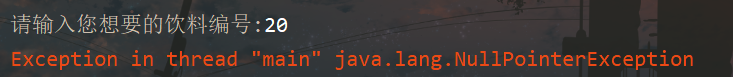 请输入您想要的饮料编号:20
Exception in thread "main" java.lang.NullPointerException